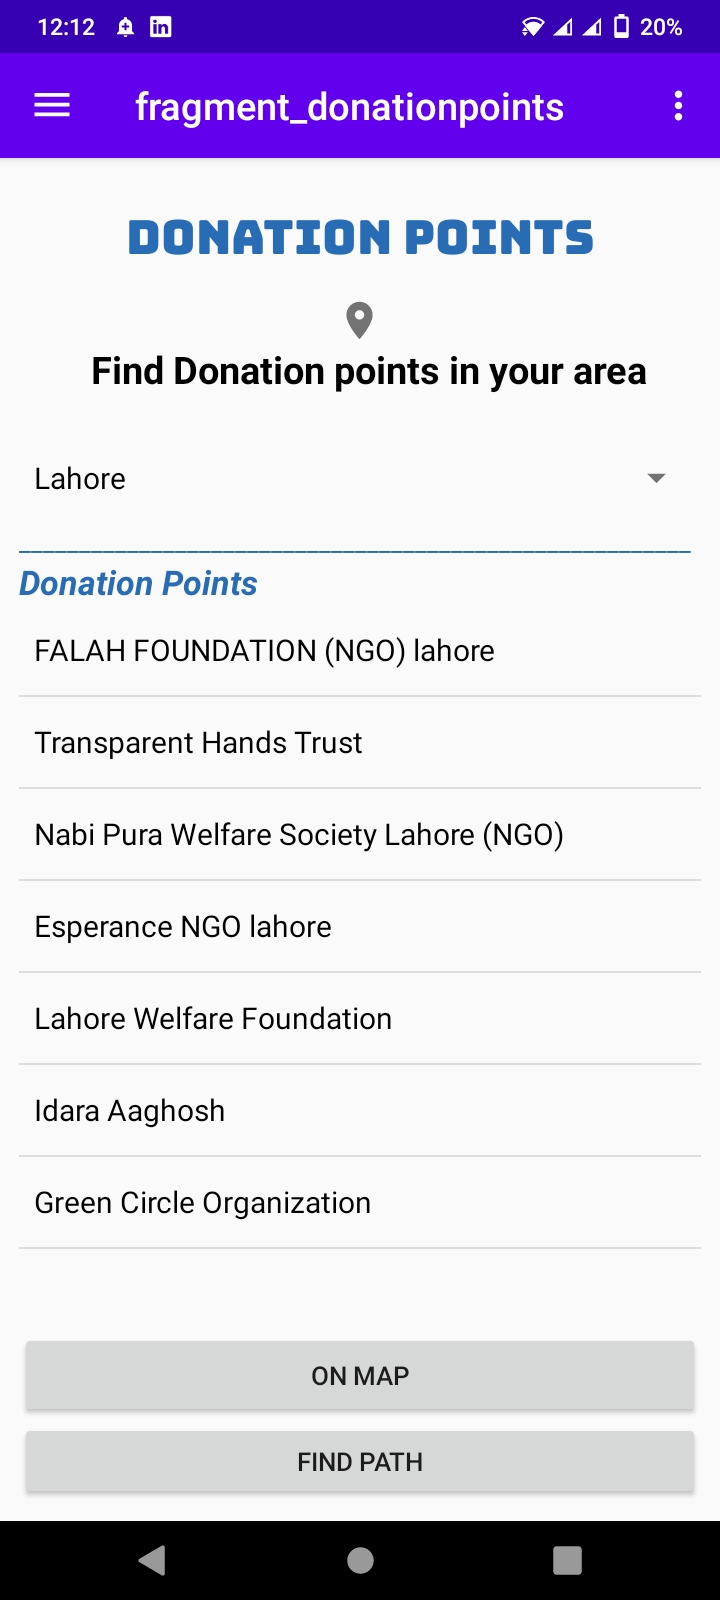 12:12 in 20%
fragment_donationpoints
DONATION POINTS
Find Donation points in your area
Lahore
Donation Points
FALAH FOUNDATION (NGO) lahore
Transparent Hands Trust
Nabi Pura Welfare Society Lahore (NGO)
Esperance NGO lahore
Lahore Welfare Foundation
Idara Aaghosh
Green Circle Organization
ON MAP
FIND PATH